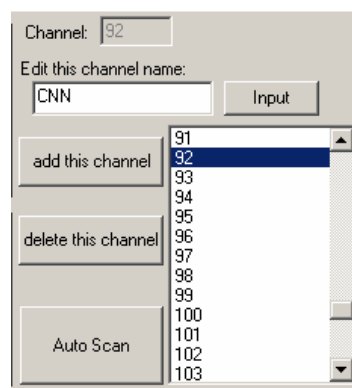 Channel: 92
Edit this channel name:
CNN Input
add this channel
delete this channel
Auto Scan
91
92
93
94
95
96
97
98
99
100
101
102
103